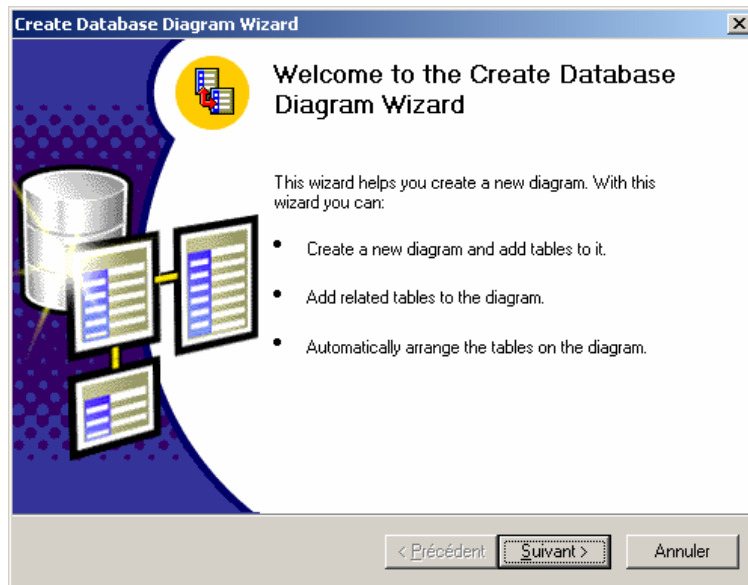 Create Database Diagram Wizard
Welcome to the Create Database
Diagram Wizard
This wizard helps you create a new diagram. With this
wizard you can:
• Create a new diagram and add tables to it.
• Add related tables to the diagram.
• Automatically arrange the tables on the diagram.
< Précédent Suivant > Annuler